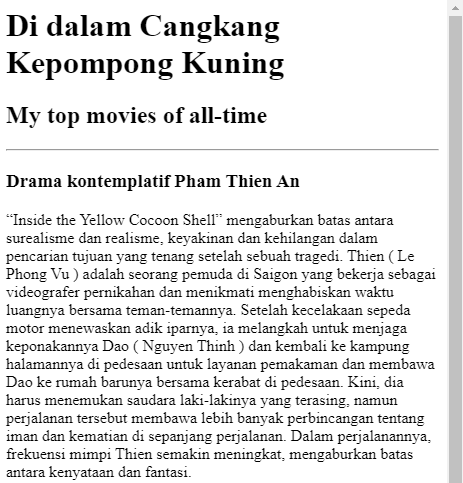 Di dalam Cangkang
Kepompong Kuning
My top movies of all-time
Drama kontemplatif Pham Thien An
“Inside the Yellow Cocoon Shell” mengaburkan batas antara
surealisme dan realisme, keyakinan dan kehilangan dalam
pencarian tujuan yang tenang setelah sebuah tragedi. Thien ( Le
Phong Vu ) adalah seorang pemuda di Saigon yang bekerja sebagai
videografer pernikahan dan menikmati menghabiskan waktu
luangnya bersama teman-temannya. Setelah kecelakaan sepeda
motor menewaskan adik iparnya, ia melangkah untuk menjaga
keponakannya Dao ( Nguyen Thinh ) dan kembali ke kampung
halamannya di pedesaan untuk layanan pemakaman dan membawa
Dao ke rumah barunya bersama kerabat di pedesaan. Kini, dia
harus menemukan saudara laki-lakinya yang terasing, namun
perjalanan tersebut membawa lebih banyak perbincangan tentang
iman dan kematian di sepanjang perjalanan. Dalam perjalanannya,
frekuensi mimpi Thien semakin meningkat, mengaburkan batas
antara kenyataan dan fantasi.